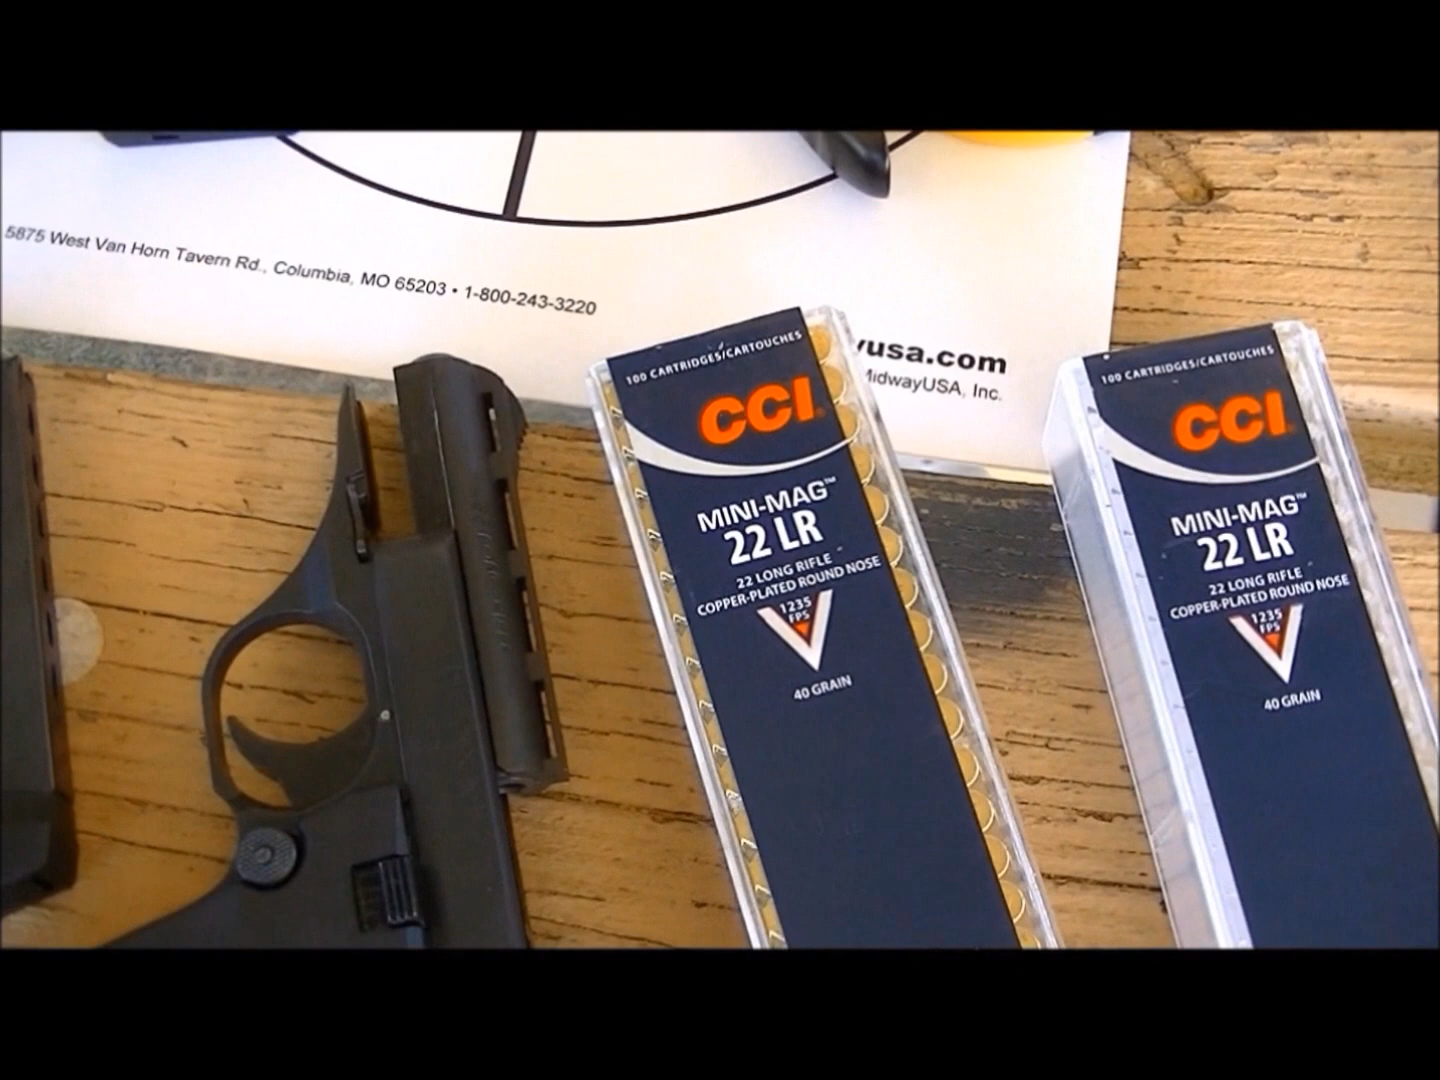 5875 West Van Horn Tavern Rd., Columbia, MO 65203 • 1-800-243-3220
usa.com
MidwayUSA, Inc.
100 CARTRIDGES/CARTOUCHES
CCI
MINI-MAG™
22 LR
22 LONG RIFLE
COPPER-PLATED ROUND NOSE
1235
FPS
40 GRAIN
100 CARTRIDGES/CARTOUCHES
CCI
MINI-MAG™
22 LR
22 LONG RIFLE
COPPER-PLATED ROUND NOSE
1235
FPS
40 GRAIN